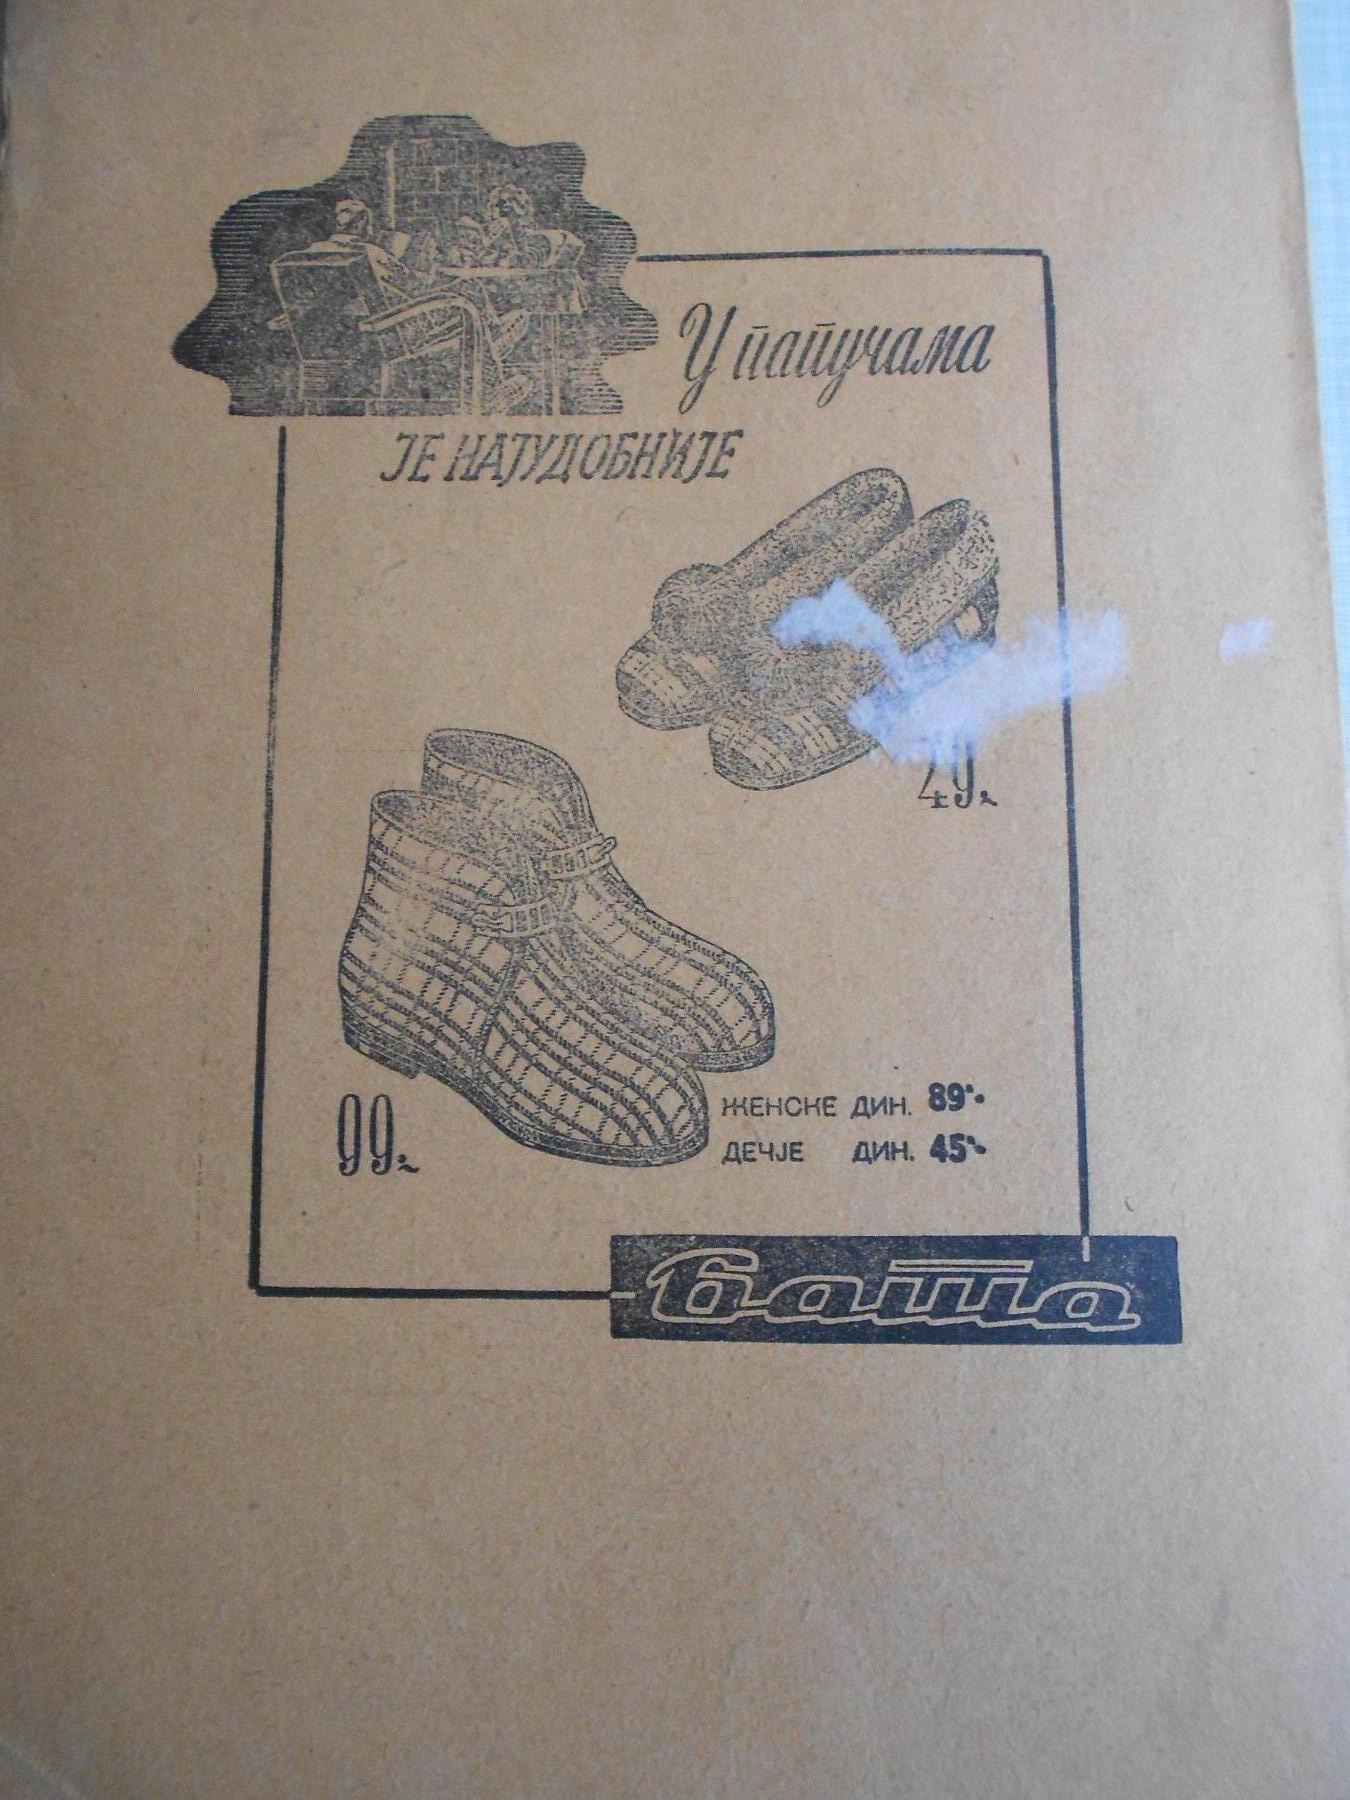 У папучама
ЈЕ НАЈУДОБНИЈЕ
49.-
99.-
ЖЕНСКЕ ДИН. 89.-
ДЕЧЈЕ ДИН. 45.-
Бата